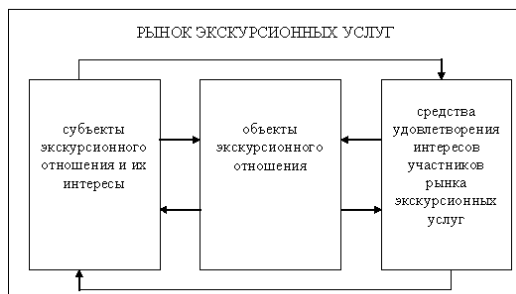 РЫНОК ЭКСКУРСИОННЫХ УСЛУГ
субъекты
экскурсионного
отношения и их
интересы
объекты
экскурсионного
отношения
средства
удовлетворения
интересов
участников
рынка
экскурсионных
услуг